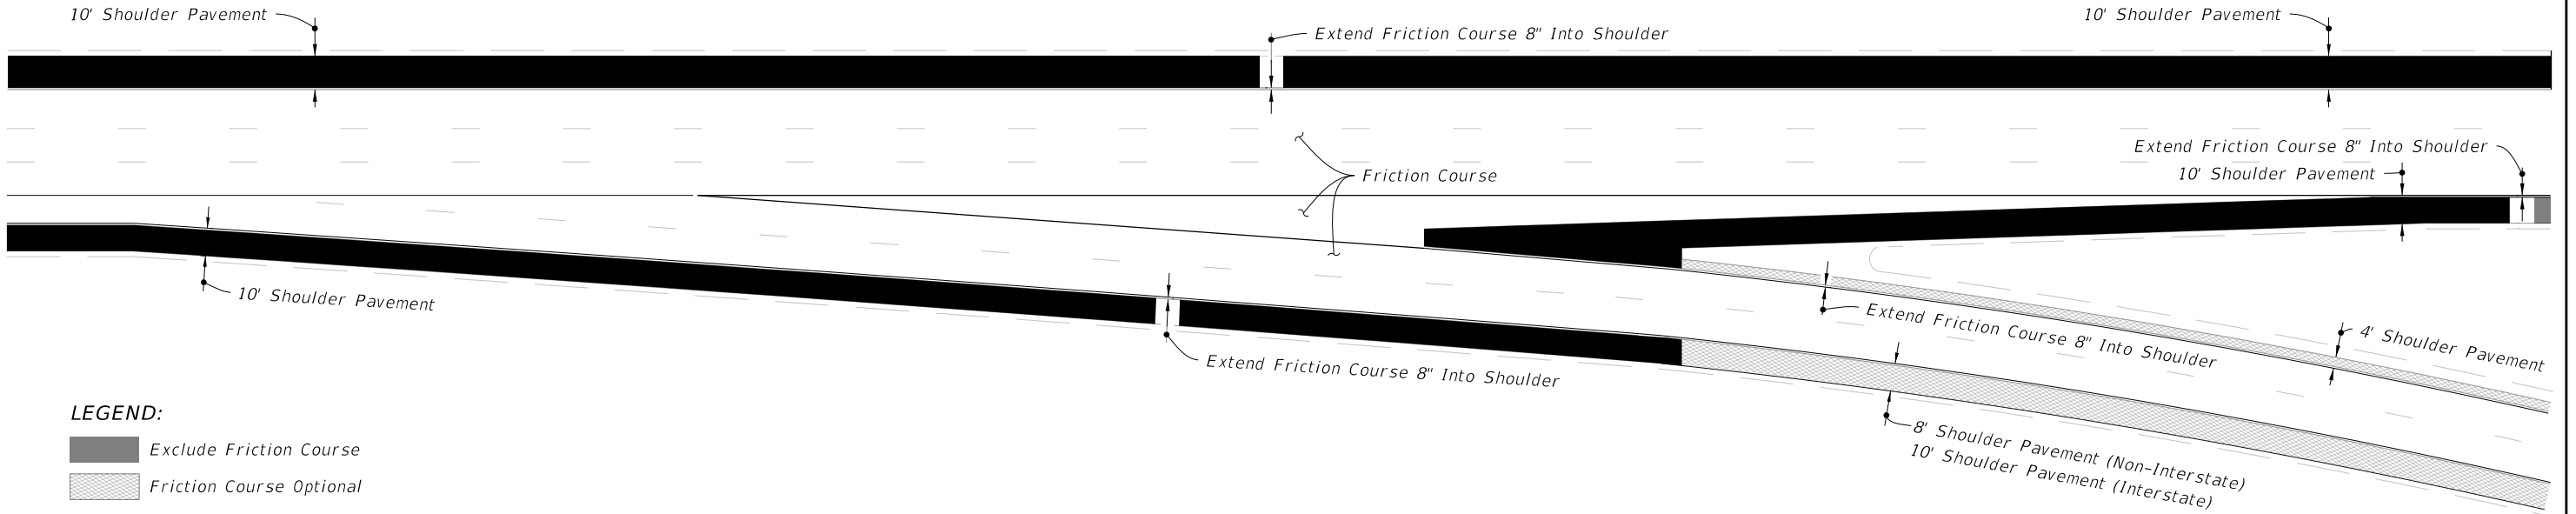 10' Shoulder Pavement
10' Shoulder Pavement
Extend Friction Course 8" Into Shoulder
Extend Friction Course 8" Into Shoulder
10' Shoulder Pavement
Friction Course
10' Shoulder Pavement
Extend Friction Course 8" Into Shoulder
4' Shoulder Pavement
Extend Friction Course 8" Into Shoulder
8' Shoulder Pavement (Non-Interstate)
10' Shoulder Pavement (Interstate)
LEGEND:
Exclude Friction Course
Friction Course Optional